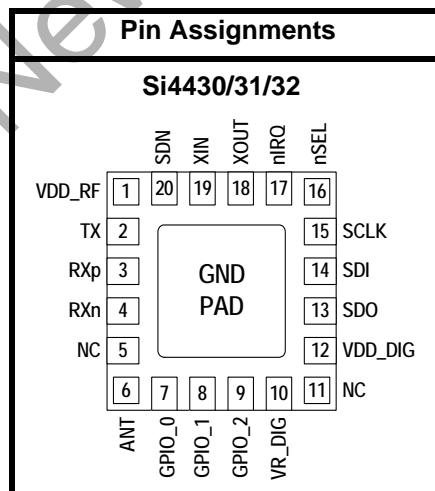 Pin Assignments
Si4430/31/32
SDN XIN XOUT nIRQ nSEL
VDD_RF 1 20 19 18 17 16
TX 2 15 SCLK
RXp 3 GND 14 SDI
RXn 4 PAD 13 SDO
NC 5 12 VDD_DIG
6 7 8 9 10 11 NC
ANT GPIO_0 GPIO_1 GPIO_2 VR_DIG